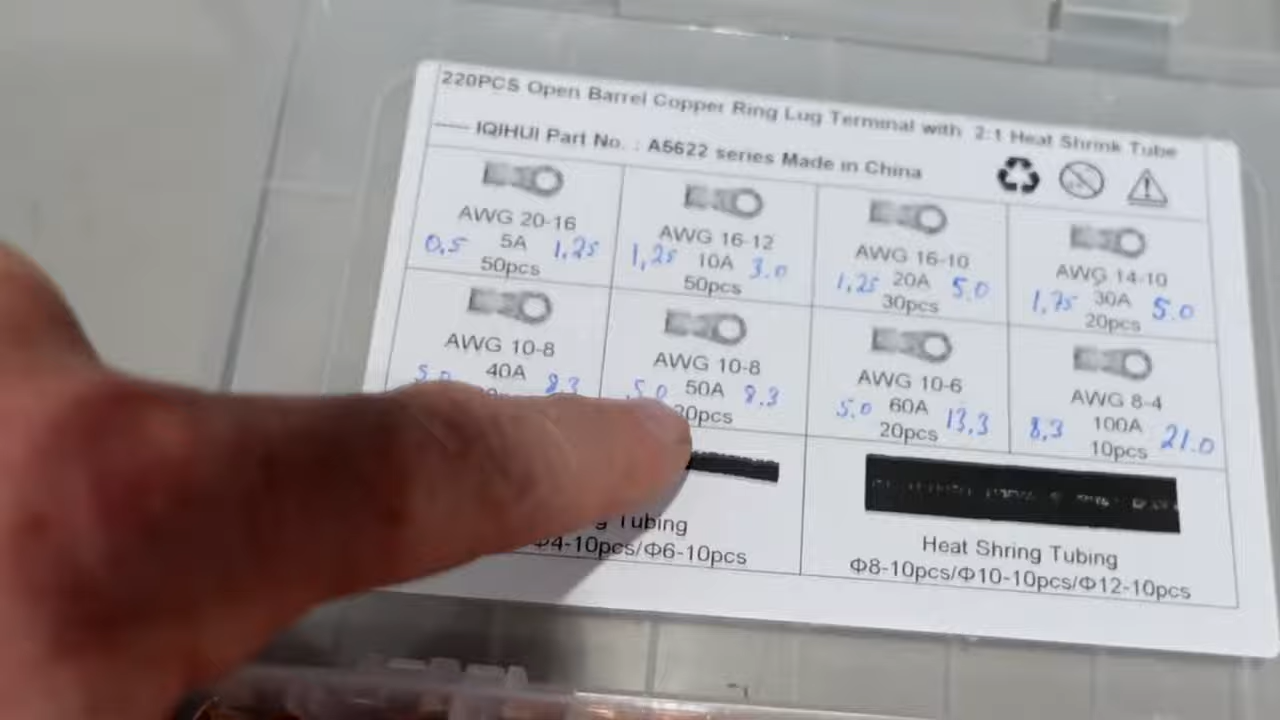 220PCS Open Barrel Copper Ring Lug Terminal with 2:1 Heat Shrink Tube
IQIHUI Part No. : A5622 series Made in China
AWG 20-16
0,5 5A 1,25
50pcs
AWG 16-12
1,25 10A 3.0
50pcs
AWG 16-10
1,25 20A 5.0
30pcs
AWG 14-10
30A 5.0
20pcs
AWG 10-8
5.0 40A 8.3
AWG 10-8
5.0 50A 8.3
20pcs
AWG 10-6
5.0 60A 13,3
20pcs
AWG 8-4
8,3 100A 21.0
10pcs
Tubing
Φ4-10pcs/Φ6-10pcs
Heat Shring Tubing
Φ8-10pcs/Φ10-10pcs/Φ12-10pcs